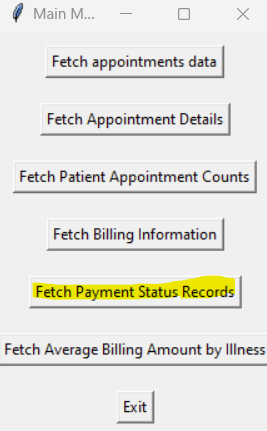 Main M...
Fetch appointments data
Fetch Appointment Details
Fetch Patient Appointment Counts
Fetch Billing Information
Fetch Payment Status Records
Fetch Average Billing Amount by Illness
Exit